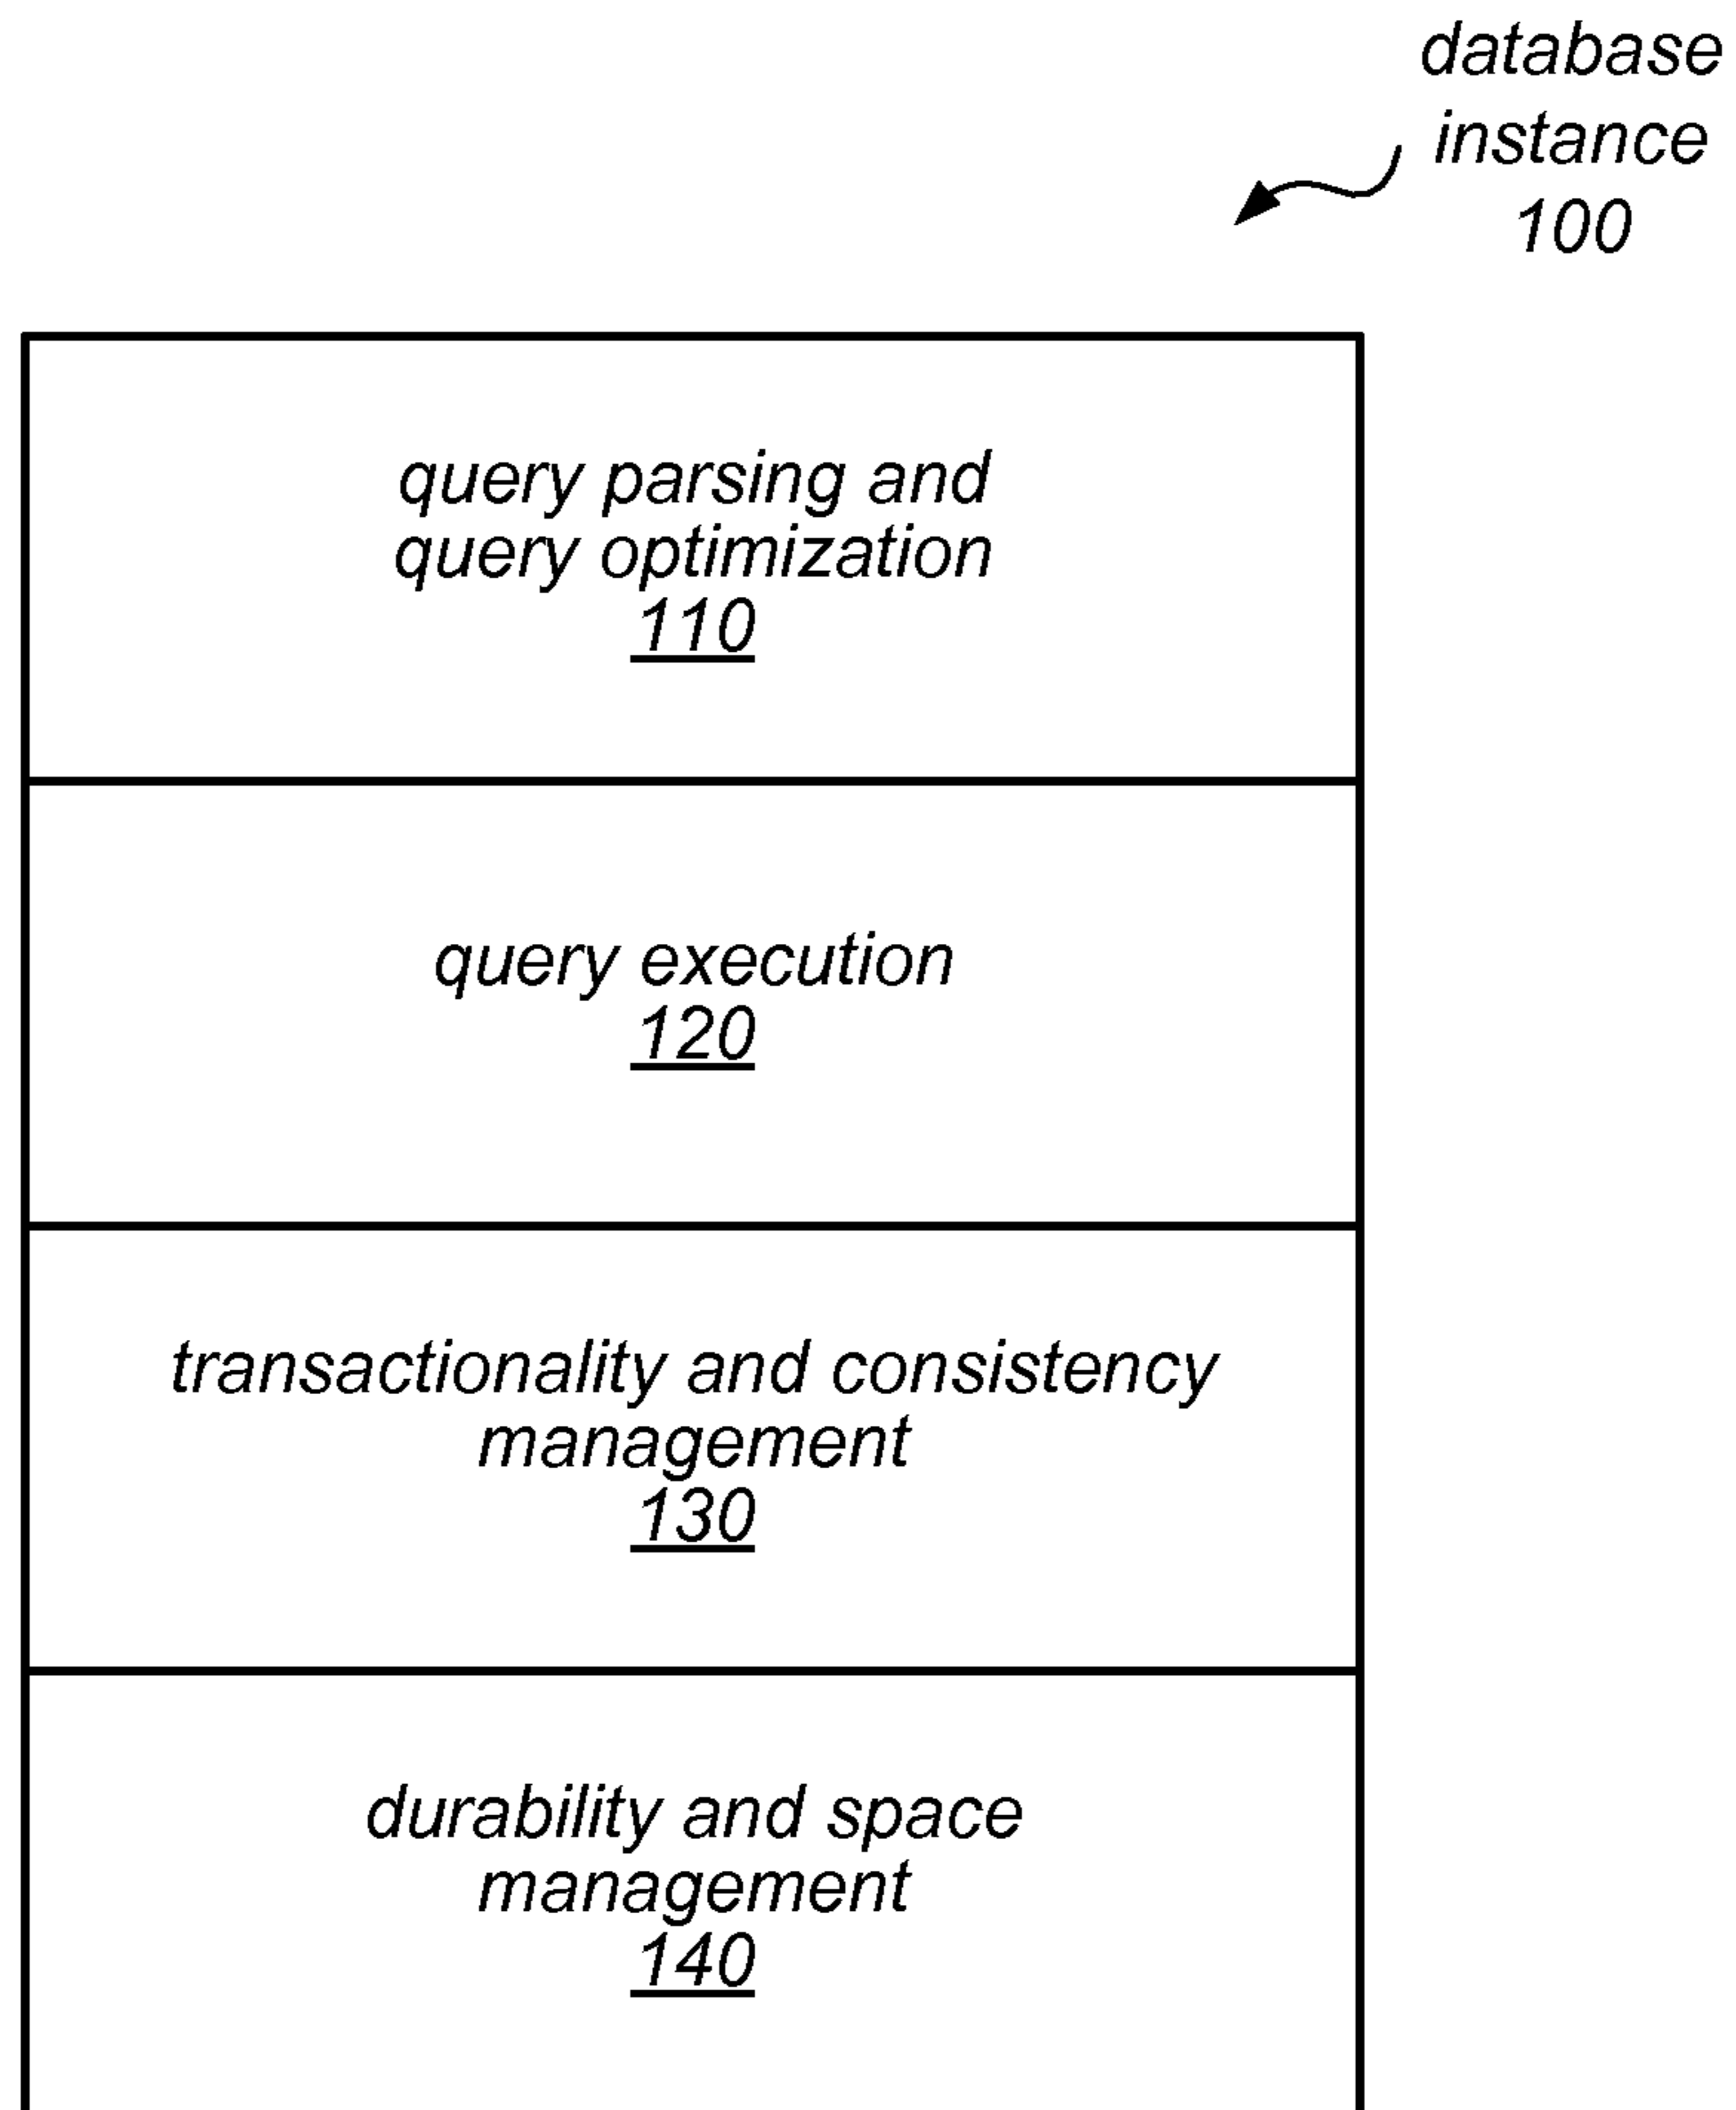 database
instance
100
query parsing and
query optimization
110
query execution
120
transactionality and consistency
management
130
durability and space
management
140